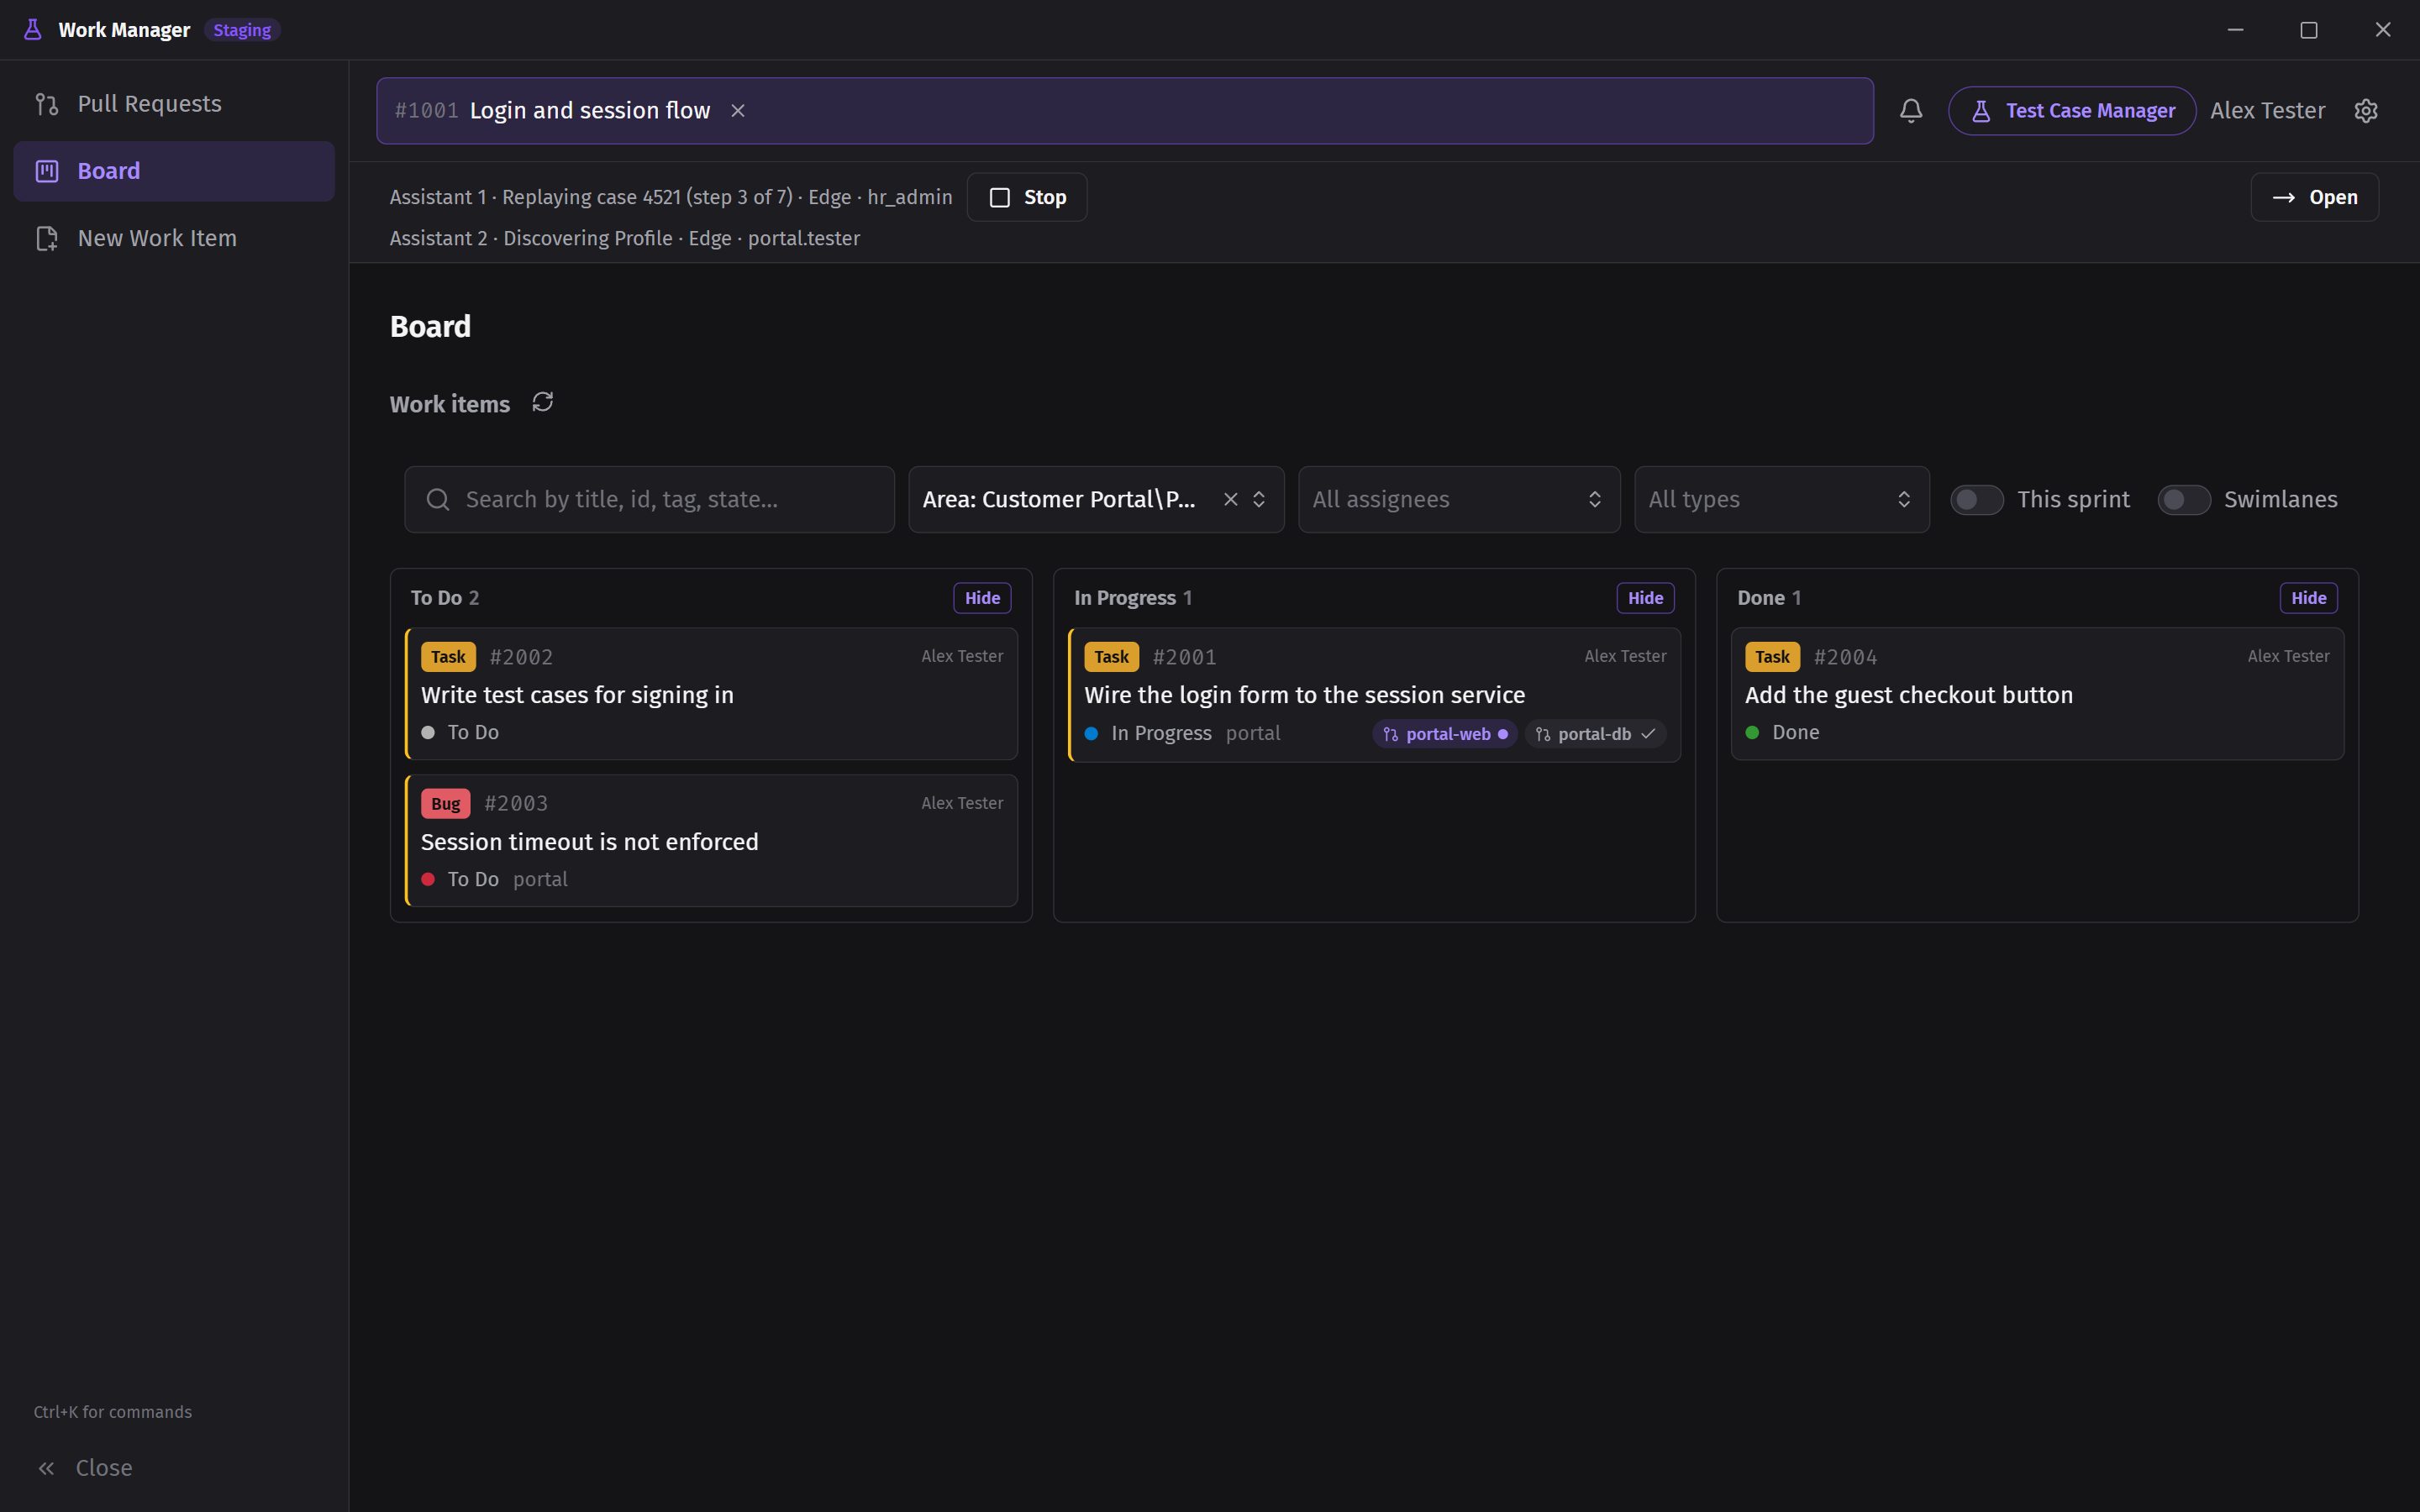 Work Manager Staging
Pull Requests
Board
New Work Item
#1001 Login and session flow
Test Case Manager
Alex Tester
Assistant 1 · Replaying case 4521 (step 3 of 7) · Edge · hr_admin
Stop
Open
Assistant 2 · Discovering Profile · Edge · portal.tester
Board
Work items
Search by title, id, tag, state...
Area: Customer Portal\P...
All assignees
All types
This sprint
Swimlanes
To Do 2
Hide
Task #2002 Alex Tester
Write test cases for signing in
To Do
Bug #2003 Alex Tester
Session timeout is not enforced
To Do portal
In Progress 1
Hide
Task #2001 Alex Tester
Wire the login form to the session service
In Progress portal portal-web portal-db
Done 1
Hide
Task #2004 Alex Tester
Add the guest checkout button
Done
Ctrl+K for commands
Close